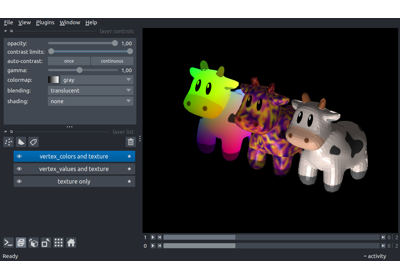 File View Plugins Window Help
layer controls
opacity: 1,00
contrast limits:
auto-contrast: once continuous
gamma: 1,00
colormap: gray
blending: translucent
shading: none
layer list
vertex_colors and texture
vertex_values and texture
texture only
1
0
Ready activity